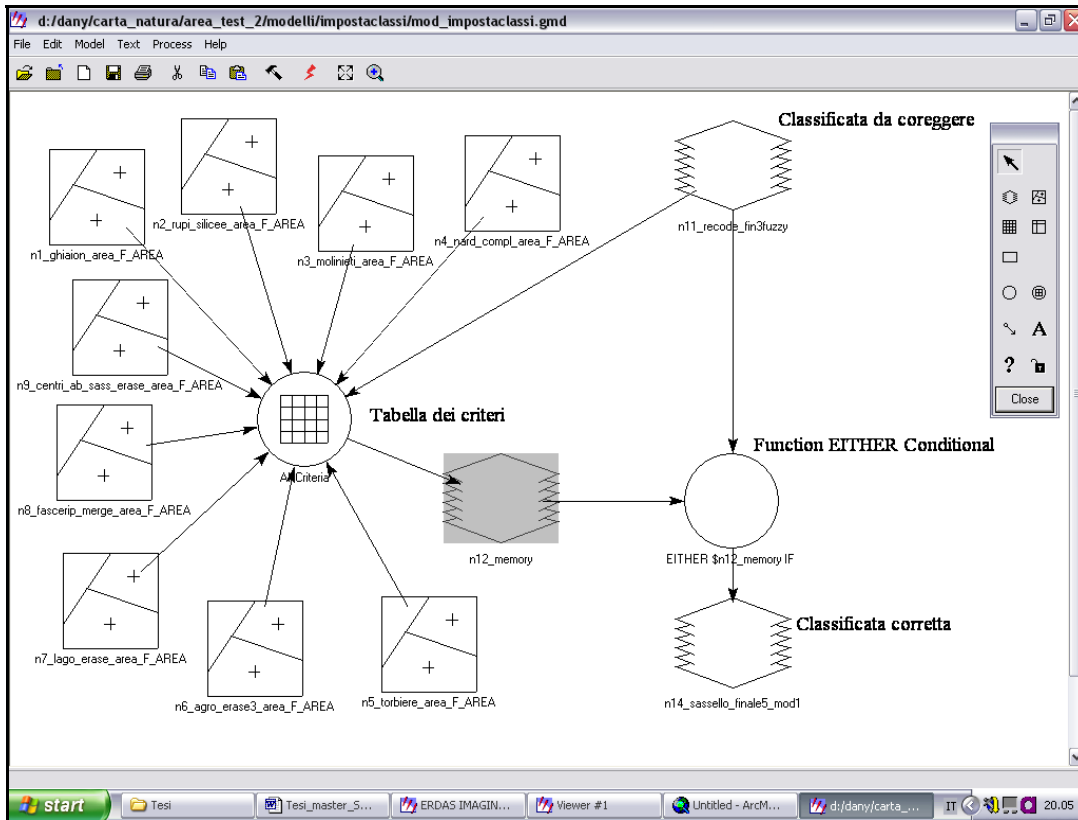 d:/dany/carta_natura/area_test_2/modelli/impostaclassi/mod_impostaclassi.gmd
File Edit Model Text Process Help
Classificata da coreggere
n1_ghiaion_area_F_AREA
n2_rupi_silicee_area_F_AREA
n3_molinieti_area_F_AREA
n4_nard_compl_area_F_AREA
n11_recode_fin3fuzzy
n9_centri_ab_sass_erase_area_F_AREA
Tabella dei criteri
Criteria
Function EITHER Conditional
n8_fascerip_merge_area_F_AREA
n12_memory
EITHER $n12_memory IF
n7_lago_erase_area_F_AREA
n6_agro_erase3_area_F_AREA
n5_torbiere_area_F_AREA
Classificata corretta
n14_sassello_finale5_mod1
A
?
Close
start
Tesi
Tesi_master_S...
ERDAS IMAGIN...
Viewer #1
Untitled - ArcM...
d:/dany/carta_...
IT
20.05